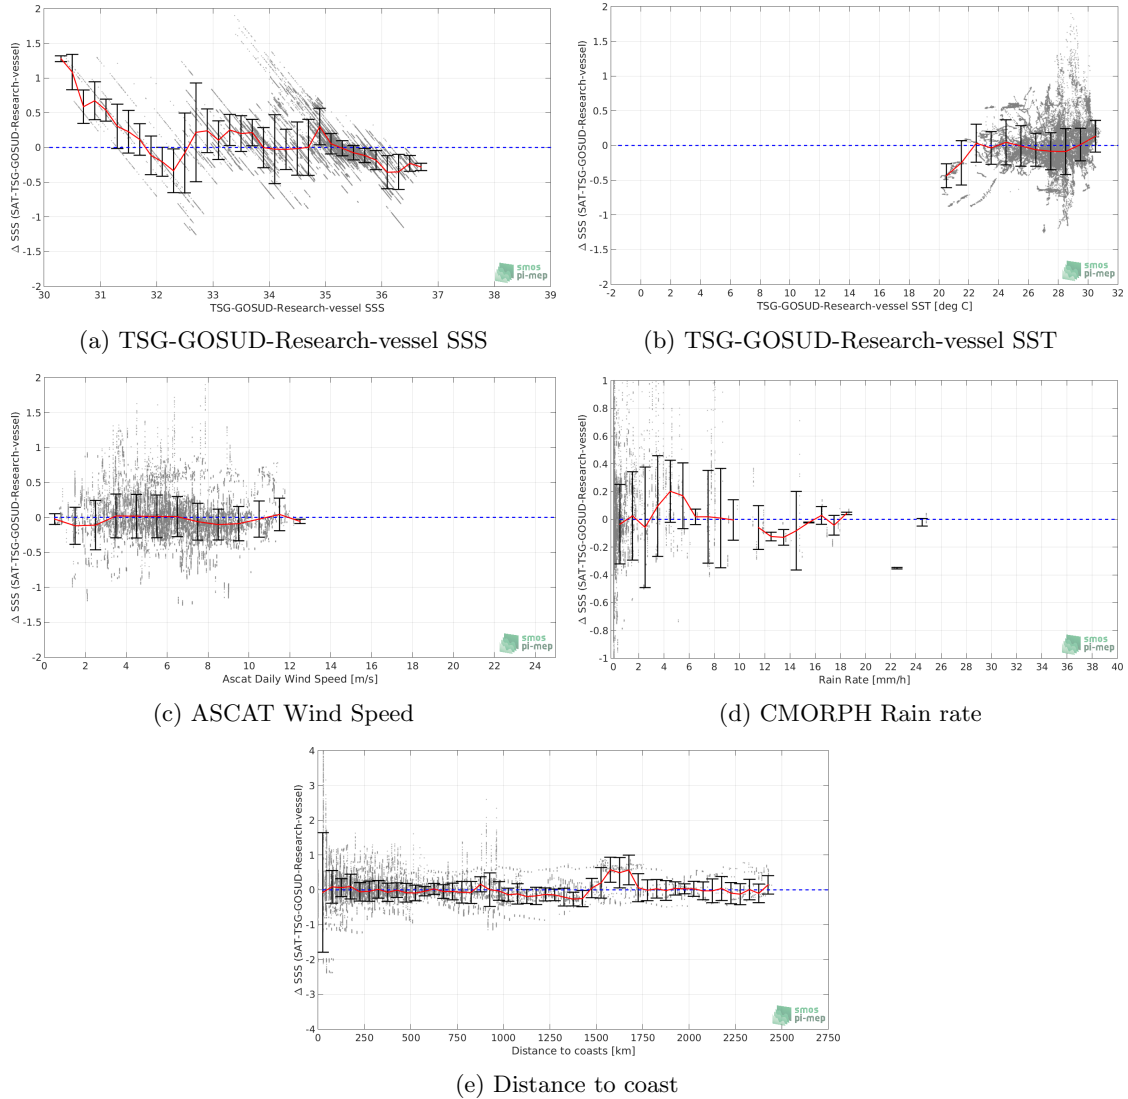 Δ SSS (SAT-TSG-GOSUD-Research-vessel)
2
1.5
1
0.5
0
-0.5
-1
-1.5
-2
30 31 32 33 34 35 36 37 38 39
TSG-GOSUD-Research-vessel SSS
smos
pi-mep
(a) TSG-GOSUD-Research-vessel SSS
Δ SSS (SAT-TSG-GOSUD-Research-vessel)
2
1.5
1
0.5
0
-0.5
-1
-1.5
-2
-2 0 2 4 6 8 10 12 14 16 18 20 22 24 26 28 30 32
TSG-GOSUD-Research-vessel SST [deg C]
smos
pi-mep
(b) TSG-GOSUD-Research-vessel SST
Δ SSS (SAT-TSG-GOSUD-Research-vessel)
2
1.5
1
0.5
0
-0.5
-1
-1.5
-2
0 2 4 6 8 10 12 14 16 18 20 22 24
Ascat Daily Wind Speed [m/s]
smos
pi-mep
(c) ASCAT Wind Speed
Δ SSS (SAT-TSG-GOSUD-Research-vessel)
1
0.8
0.6
0.4
0.2
0
-0.2
-0.4
-0.6
-0.8
-1
0 2 4 6 8 10 12 14 16 18 20 22 24 26 28 30 32 34 36 38 40
Rain Rate [mm/h]
smos
pi-mep
(d) CMORPH Rain rate
Δ SSS (SAT-TSG-GOSUD-Research-vessel)
4
3
2
1
0
-1
-2
-3
-4
0 250 500 750 1000 1250 1500 1750 2000 2250 2500 2750
Distance to coasts [km]
smos
pi-mep
(e) Distance to coast